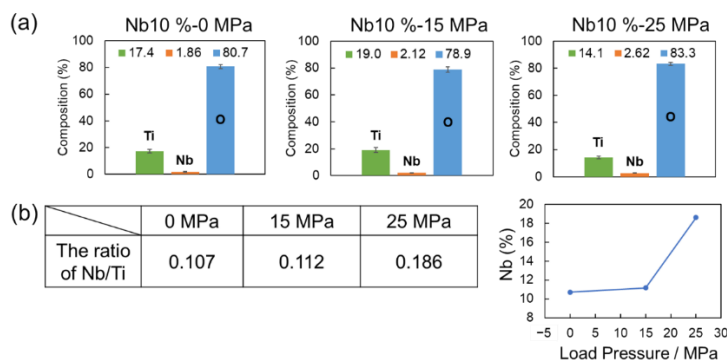 (a)
Nb10 %-0 MPa
17.4 1.86 80.7
Composition (%)
100
80
60
40
20
0
Ti
Nb
O
Nb10 %-15 MPa
19.0 2.12 78.9
Composition (%)
100
80
60
40
20
0
Ti
Nb
O
Nb10 %-25 MPa
14.1 2.62 83.3
Composition (%)
100
80
60
40
20
0
Ti
Nb
O
(b)
0 MPa 15 MPa 25 MPa
The ratio
of Nb/Ti
0.107 0.112 0.186
Nb (%)
20
18
16
14
12
10
8
−5 0 5 10 15 20 25 30
Load Pressure / MPa